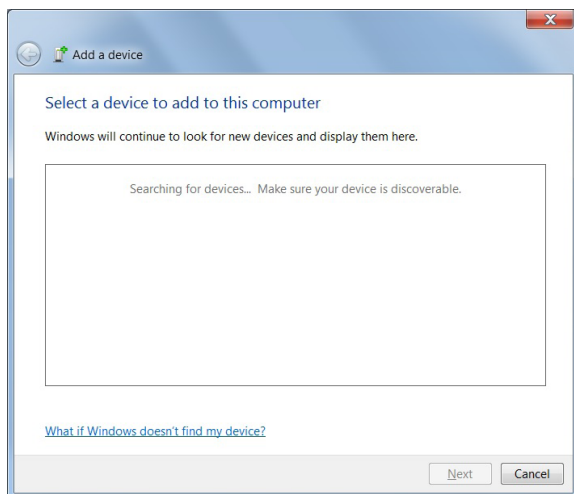 Add a device
Select a device to add to this computer
Windows will continue to look for new devices and display them here.
Searching for devices... Make sure your device is discoverable.
What if Windows doesn't find my device?
Next Cancel